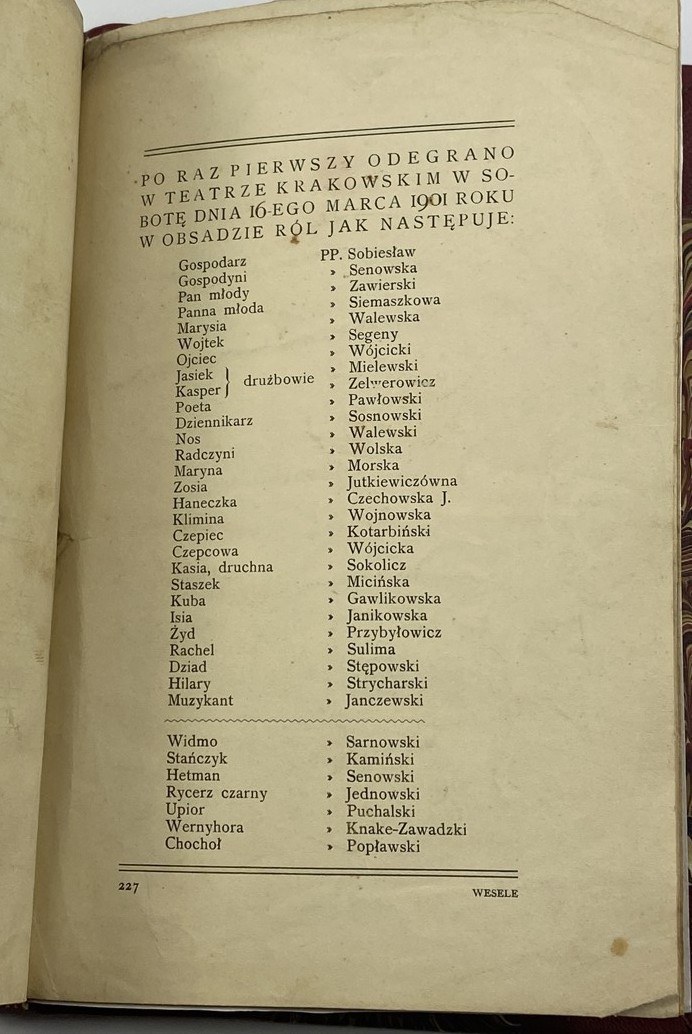 PO RAZ PIERWSZY ODEGRANO
W TEATRZE KRAKOWSKIM W SO-
BOTĘ DNIA 16-EGO MARCA 1901 ROKU
W OBSADZIE RÓL JAK NASTĘPUJE:
Gospodarz PP. Sobiesław
Gospodyni » Senowska
Pan młody » Zawierski
Panna młoda » Siemaszkowa
Marysia » Walewska
Wojtek » Segeny
Ojciec » Wójcicki
Jasiek } drużbowie » Mielewski
Kasper } » Zelwerowicz
Poeta » Pawłowski
Dziennikarz » Sosnowski
Nos » Walewski
Radczyni » Wolska
Maryna » Morska
Zosia » Jutkiewiczówna
Haneczka » Czechowska J.
Klimina » Wojnowska
Czepiec » Kotarbiński
Czepcowa » Wójcicka
Kasia, druchna » Sokolicz
Staszek » Micińska
Kuba » Gawlikowska
Isia » Janikowska
Żyd » Przybyłowicz
Rachel » Sulima
Dziad » Stępowski
Hilary » Strycharski
Muzykant » Janczewski
Widmo » Sarnowski
Stańczyk » Kamiński
Hetman » Senowski
Rycerz czarny » Jednowski
Upior » Puchalski
Wernyhora » Knake-Zawadzki
Chochoł » Popławski
227 WESELE